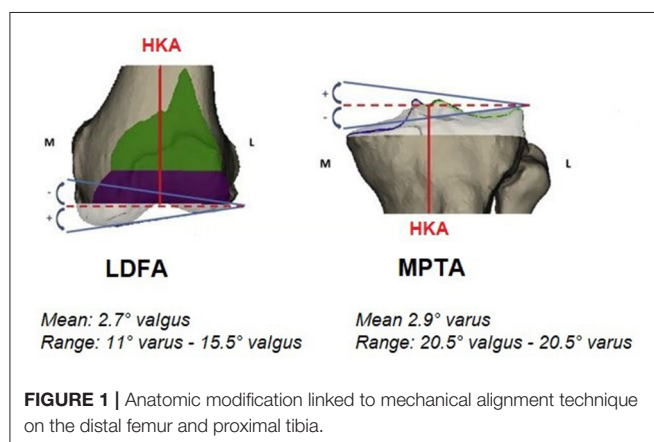 HKA
M
L
-
+
LDFA
Mean: 2.7° valgus
Range: 11° varus - 15.5° valgus
+
-
M
L
HKA
MPTA
Mean 2.9° varus
Range: 20.5° valgus - 20.5° varus
FIGURE 1 | Anatomic modification linked to mechanical alignment technique
on the distal femur and proximal tibia.